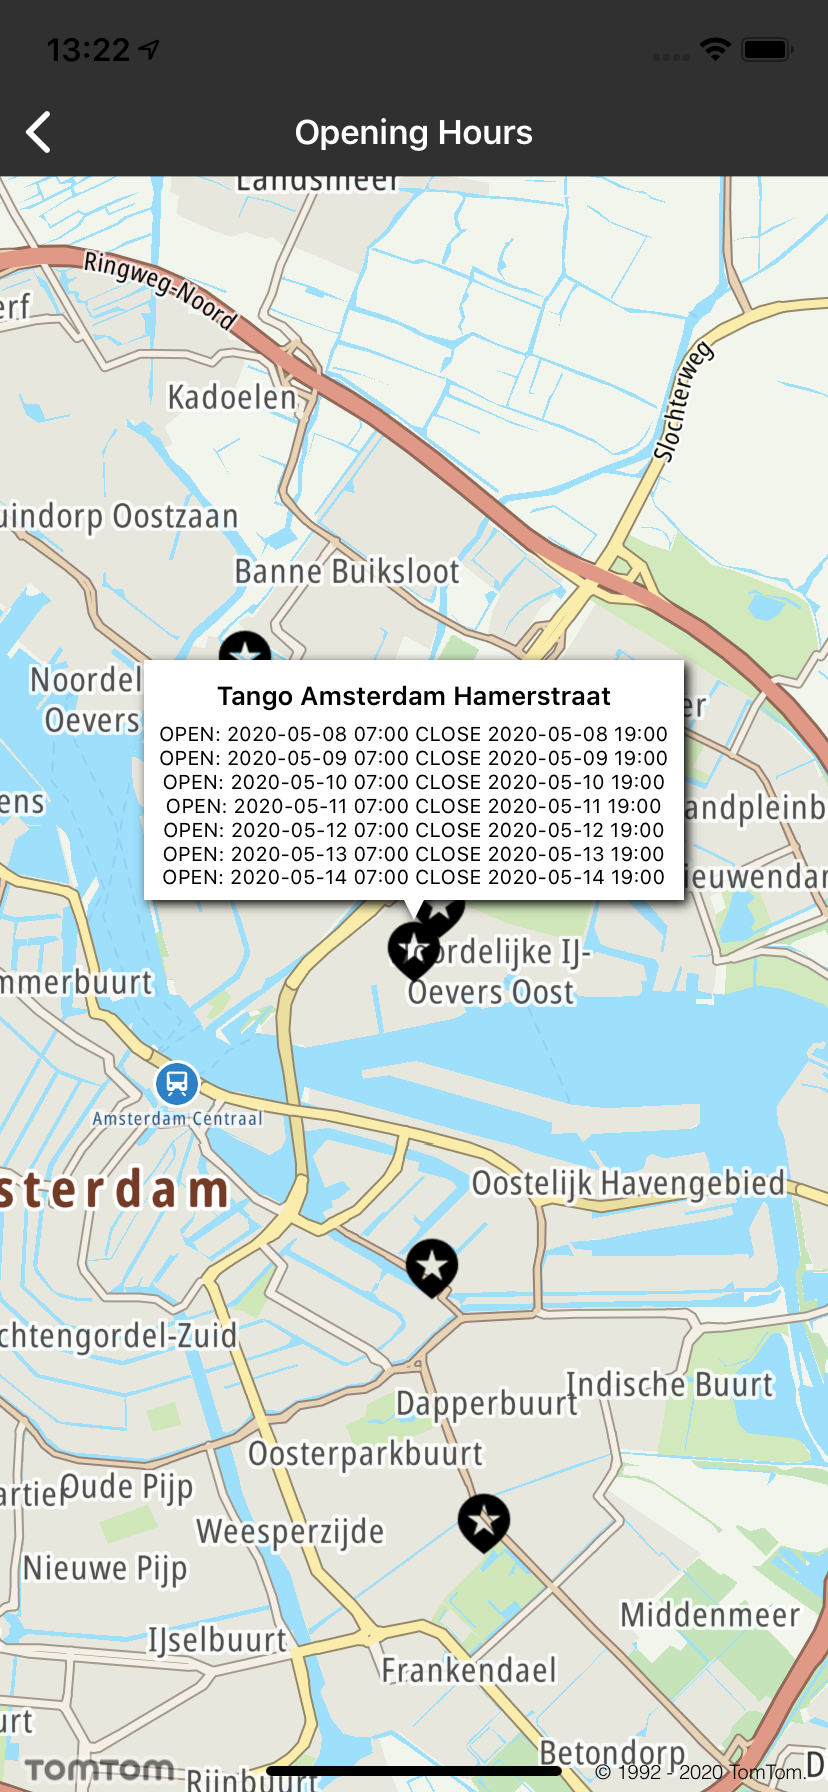 13:22
Opening Hours
Landsmeer
Ringweg-Noord
erf
Slochterweg
Kadoelen
uindorp Oostzaan
Banne Buiksloot
Noordel
Oevers
er
Tango Amsterdam Hamerstraat
OPEN: 2020-05-08 07:00 CLOSE 2020-05-08 19:00
OPEN: 2020-05-09 07:00 CLOSE 2020-05-09 19:00
OPEN: 2020-05-10 07:00 CLOSE 2020-05-10 19:00
OPEN: 2020-05-11 07:00 CLOSE 2020-05-11 19:00
OPEN: 2020-05-12 07:00 CLOSE 2020-05-12 19:00
OPEN: 2020-05-13 07:00 CLOSE 2020-05-13 19:00
OPEN: 2020-05-14 07:00 CLOSE 2020-05-14 19:00
ens
andpleinb
ieuwendar
oordelijke IJ-
Oevers Oost
mmerbuurt
Amsterdam Centraal
sterdam
Oostelijk Havengebied
chtengordel-Zuid
Indische Buurt
Dapperbuurt
Oosterparkbuurt
artief
Oude Pijp
Weesperzijde
Nieuwe Pijp
Middenmeer
IJselbuurt
Frankendael
urt
Betondorp
TOMTOM
Rijnbuurt
© 1992 - 2020 TomTom.
D